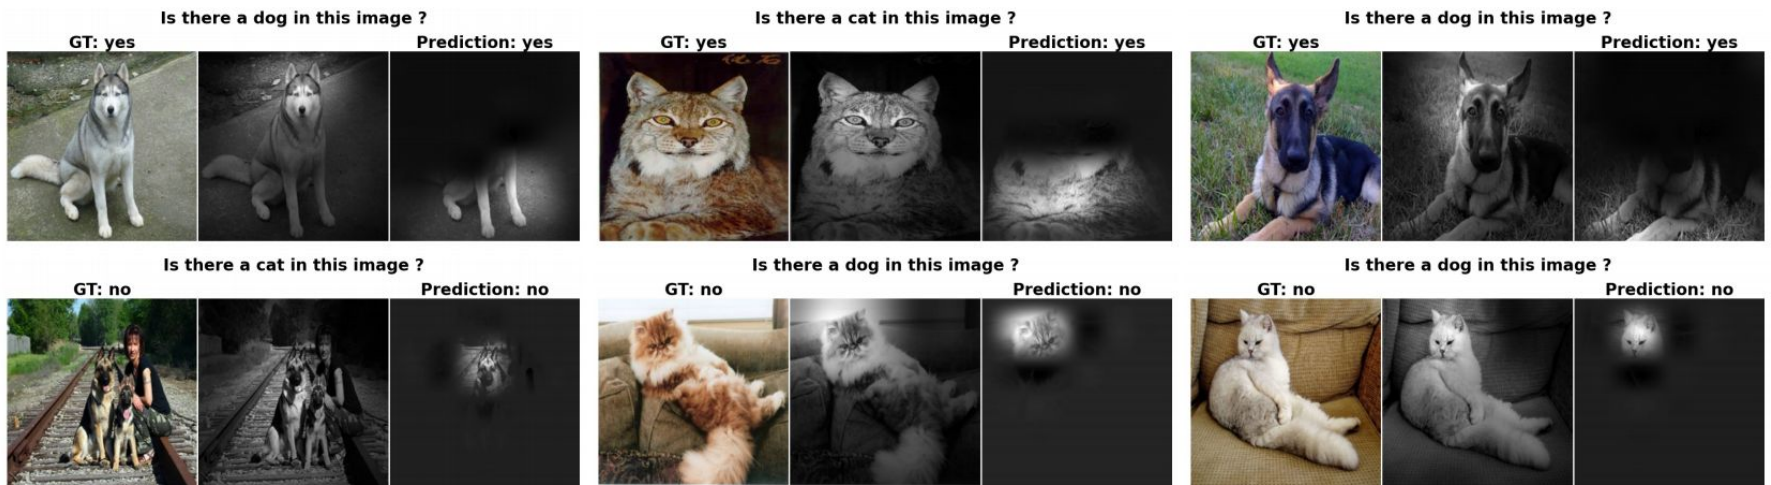 Is there a dog in this image ?
GT: yes Prediction: yes
Is there a cat in this image ?
GT: yes Prediction: yes
Is there a dog in this image ?
GT: yes Prediction: yes
Is there a cat in this image ?
GT: no Prediction: no
Is there a dog in this image ?
GT: no Prediction: no
Is there a dog in this image ?
GT: no Prediction: no